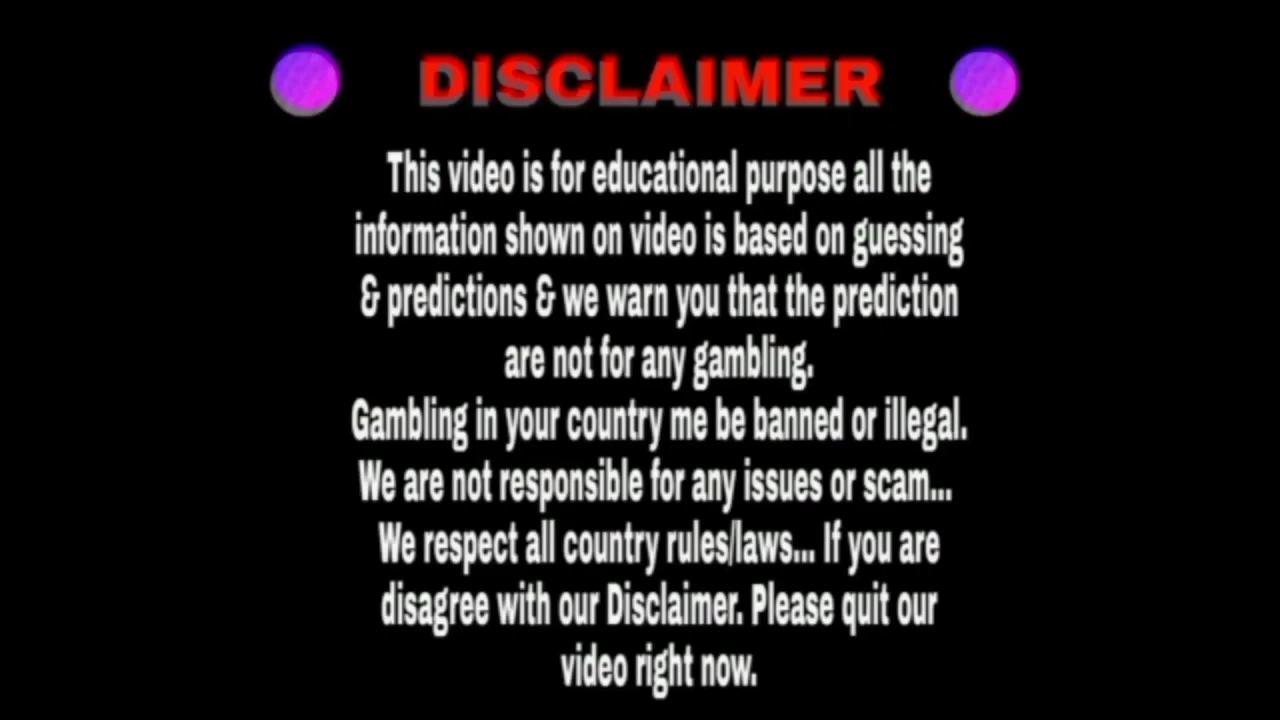 DISCLAIMER
This video is for educational purpose all the
information shown on video is based on guessing
& predictions & we warn you that the prediction
are not for any gambling.
Gambling in your country me be banned or illegal.
We are not responsible for any issues or scam...
We respect all country rules/laws... If you are
disagree with our Disclaimer. Please quit our
video right now.